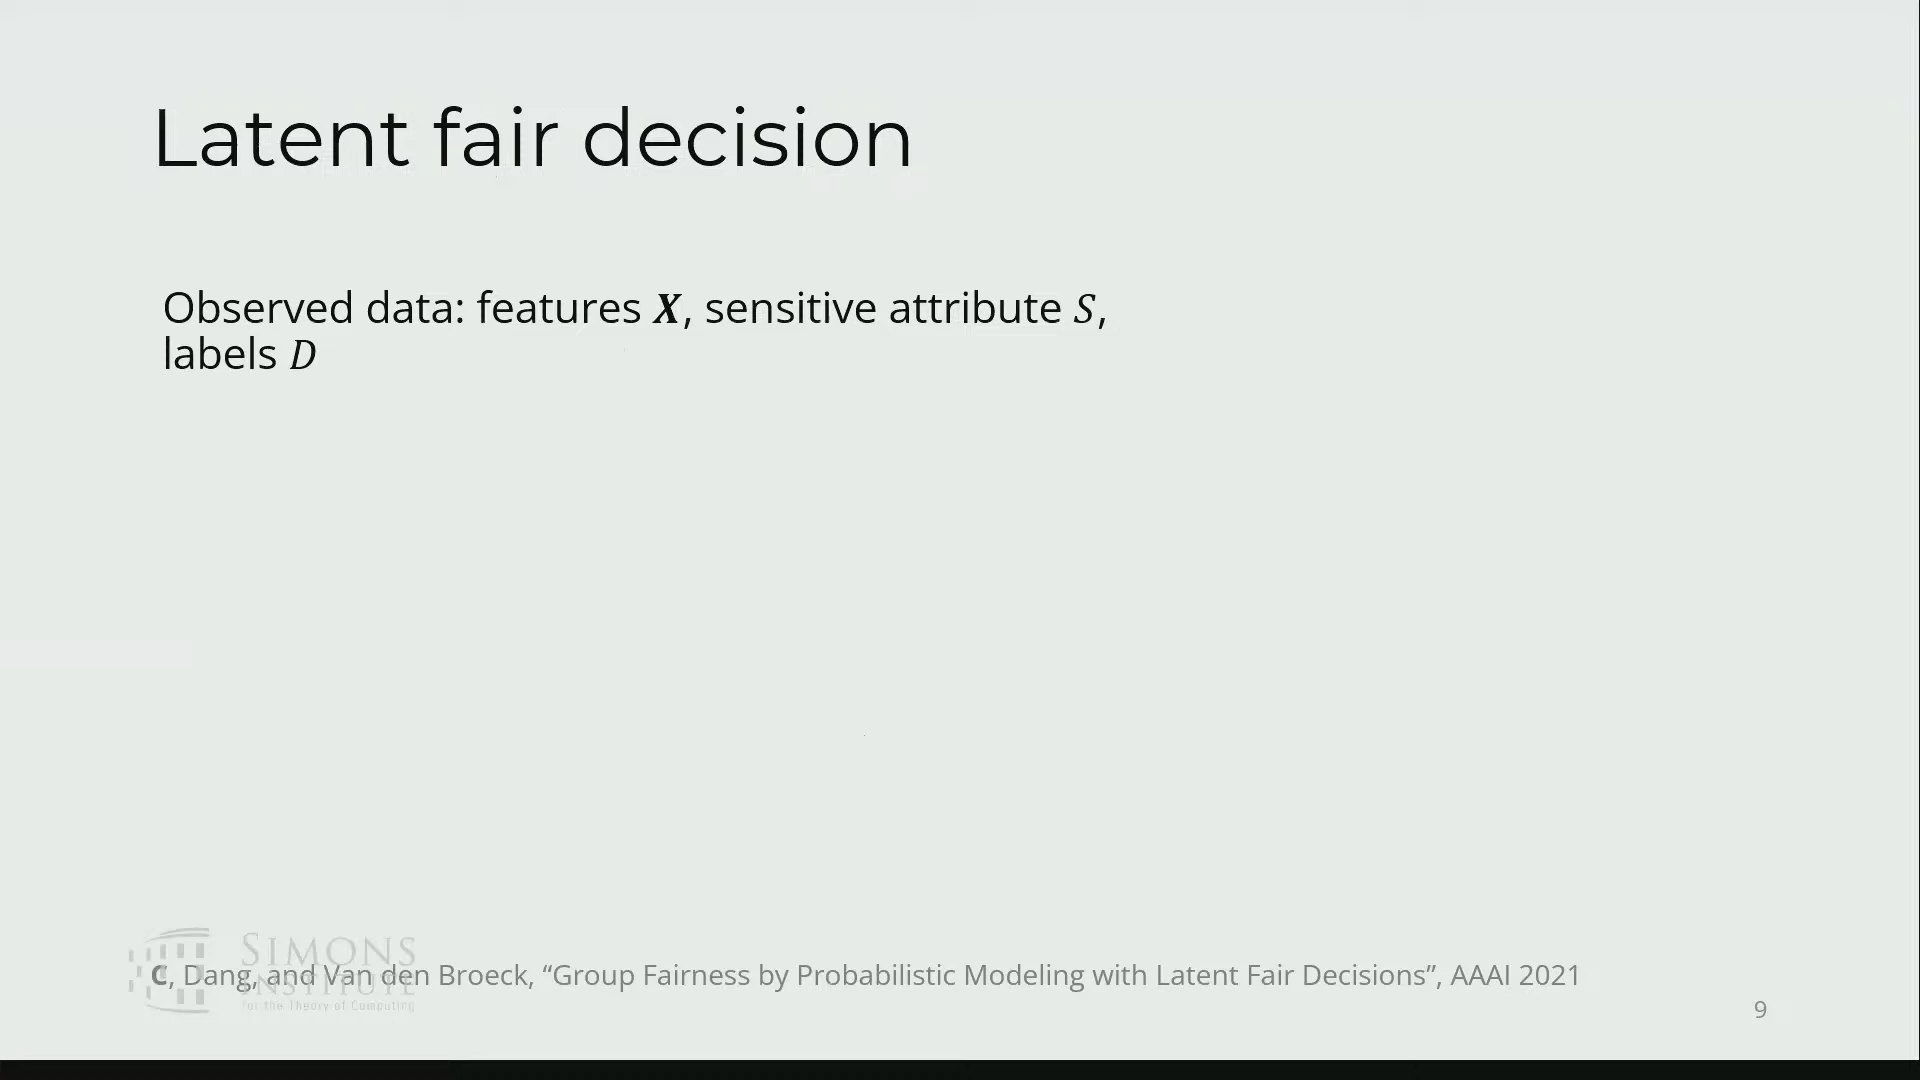 Latent fair decision
Observed data: features X, sensitive attribute S,
labels D
SIMONS
INSTITUTE
for the Theory of Computing
C, Dang, and Van den Broeck, “Group Fairness by Probabilistic Modeling with Latent Fair Decisions”, AAAI 2021
9